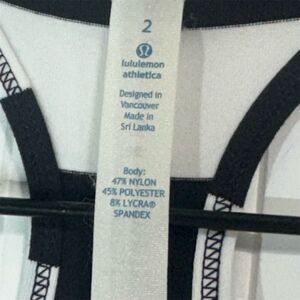 2
lululemon
athletica
Designed in
Vancouver
Made in
Sri Lanka
Body:
47% NYLON
45% POLYESTER
8% LYCRA®
SPANDEX